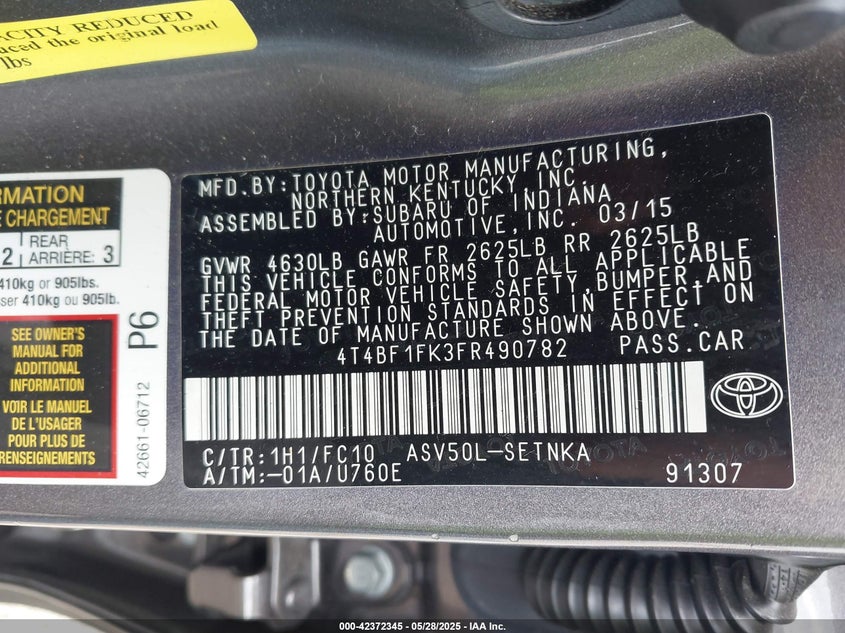 ACITY REDUCED
duced the original load
lbs
RMATION
E CHARGEMENT
2 REAR
ARRIÈRE: 3
410kg or 905lbs.
ser 410kg ou 905lb.
SEE OWNER'S
MANUAL FOR
ADDITIONAL
INFORMATION
VOIR LE MANUEL
DE L'USAGER
POUR PLUS DE
RENSEIGNEMENTS
P6
42661-06712
MFD.BY:TOYOTA MOTOR MANUFACTURING,
NORTHERN KENTUCKY, INC.
ASSEMBLED BY:SUBARU OF INDIANA
AUTOMOTIVE,INC. 03/15
GVWR 4630LB GAWR FR 2625LB RR 2625LB
THIS VEHICLE CONFORMS TO ALL APPLICABLE
FEDERAL MOTOR VEHICLE SAFETY,BUMPER,AND
THEFT PREVENTION STANDARDS IN EFFECT ON
THE DATE OF MANUFACTURE SHOWN ABOVE.
4T4BF1FK3FR490782 PASS.CAR
C/TR:1H1/FC10 ASV50L-SETNKA
A/TM:-01A/U760E 91307
000-42372345 - 05/28/2025 - IAA Inc.